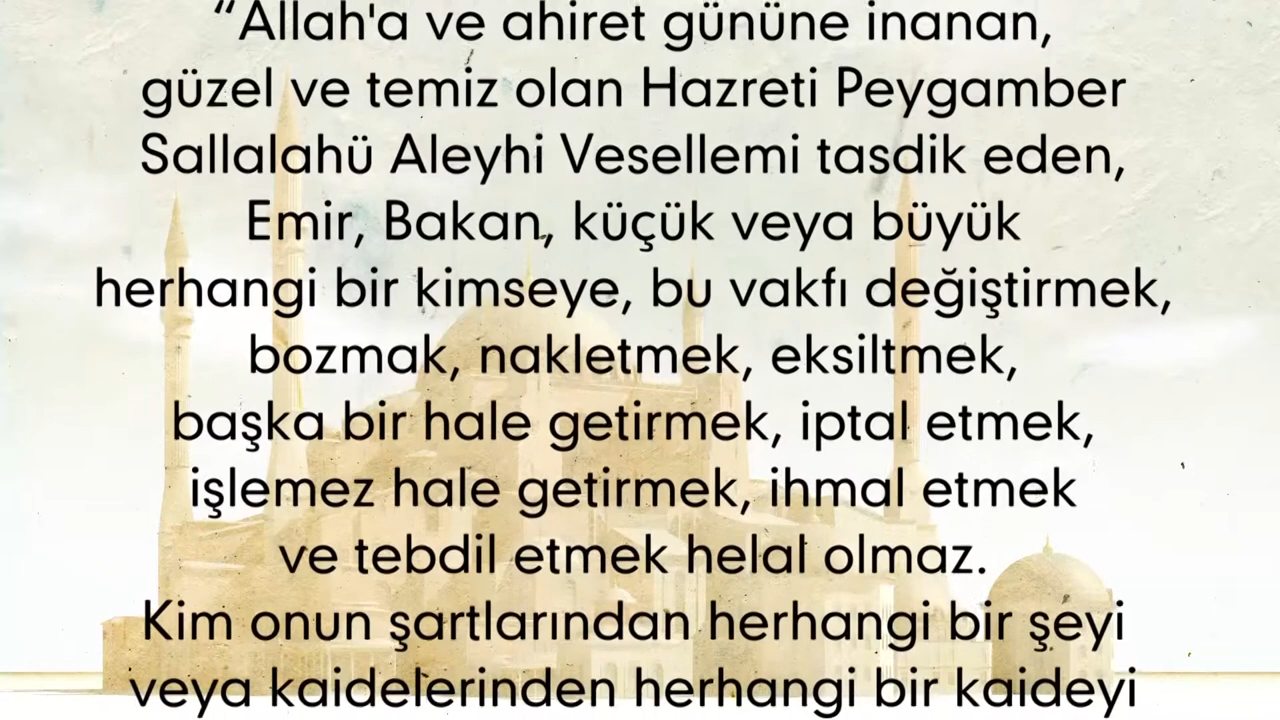 “Allah'a ve ahiret gününe inanan,
güzel ve temiz olan Hazreti Peygamber
Sallalahü Aleyhi Vesellemi tasdik eden,
Emir, Bakan, küçük veya büyük
herhangi bir kimseye, bu vakfı değiştirmek,
bozmak, nakletmek, eksiltmek,
başka bir hale getirmek, iptal etmek,
işlemez hale getirmek, ihmal etmek
ve tebdil etmek helal olmaz.
Kim onun şartlarından herhangi bir şeyi
veya kaidelerinden herhangi bir kaideyi